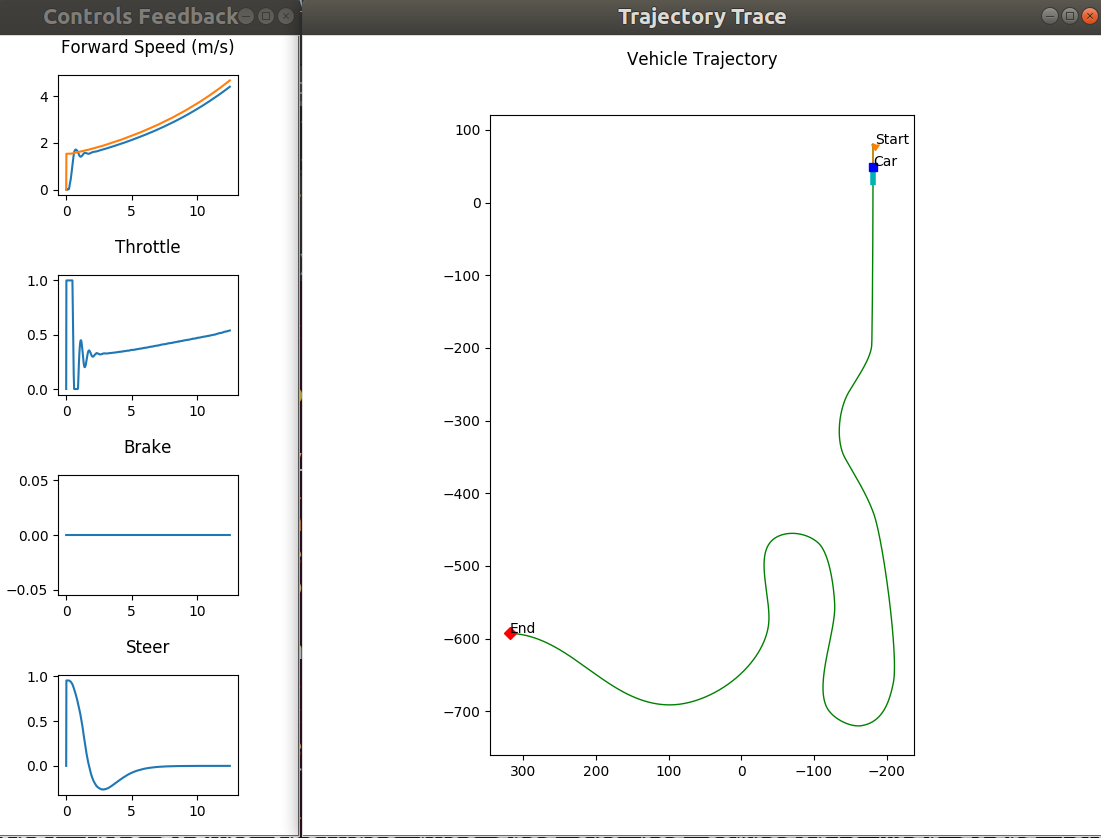 Controls Feedback
Forward Speed (m/s)
4
2
0
0 5 10
Throttle
1.0
0.5
0.0
0 5 10
Brake
0.05
0.00
−0.05
0 5 10
Steer
1.0
0.5
0.0
0 5 10
Trajectory Trace
Vehicle Trajectory
100
0
−100
−200
−300
−400
−500
−600
−700
Start
Car
End
300 200 100 0 −100 −200